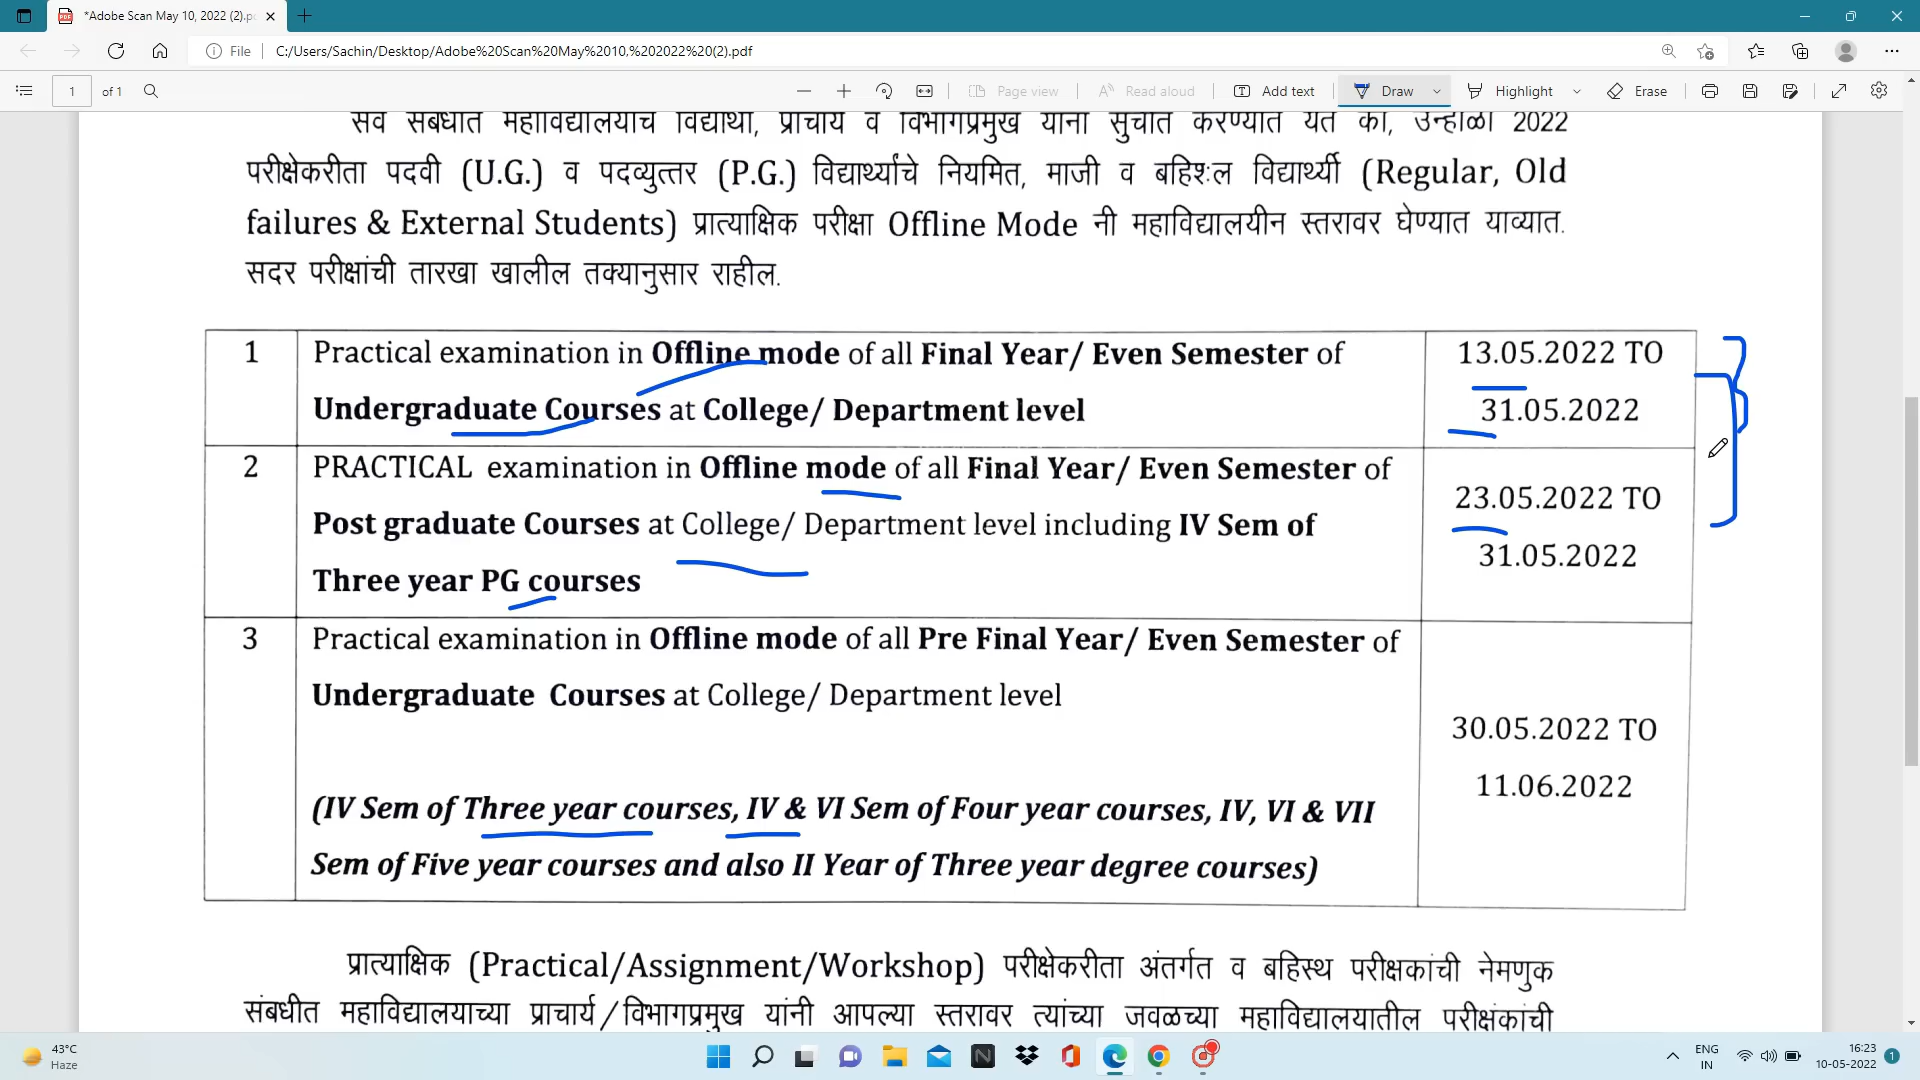 *Adobe Scan May 10, 2022 (2).p
File C:/Users/Sachin/Desktop/Adobe%20Scan%20May%2010,%202022%20(2).pdf
1 of 1 Page view Read aloud Add text Draw Highlight Erase
सर्व संबंधीत महाविद्यालयाचे विद्यार्थी, प्राचार्य व विभागप्रमुख यांना सुचीत करण्यात येते की, उन्हाळी 2022
परीक्षेकरीता पदवी (U.G.) व पदव्युत्तर (P.G.) विद्यार्थ्यांचे नियमित, माजी व बहिशःल विद्यार्थ्यी (Regular, Old
failures & External Students) प्रात्याक्षिक परीक्षा Offline Mode नी महाविद्यालयीन स्तरावर घेण्यात याव्यात.
सदर परीक्षांची तारखा खालील तक्यानुसार राहील.
1 Practical examination in Offline mode of all Final Year/ Even Semester of 13.05.2022 TO
Undergraduate Courses at College/ Department level 31.05.2022
2 PRACTICAL examination in Offline mode of all Final Year/ Even Semester of
Post graduate Courses at College/ Department level including IV Sem of 23.05.2022 TO
Three year PG courses 31.05.2022
3 Practical examination in Offline mode of all Pre Final Year/ Even Semester of
Undergraduate Courses at College/ Department level
30.05.2022 TO
11.06.2022
(IV Sem of Three year courses, IV & VI Sem of Four year courses, IV, VI & VII
Sem of Five year courses and also II Year of Three year degree courses)
प्रात्याक्षिक (Practical/Assignment/Workshop) परीक्षेकरीता अंतर्गत व बहिस्थ परीक्षकांची नेमणुक
संबधीत महाविद्यालयाच्या प्राचार्य/विभागप्रमुख यांनी आपल्या स्तरावर त्यांच्या जवळच्या महाविद्यालयातील परीक्षंकांची
43°C
Haze
ENG
IN
16:23
10-05-2022
1